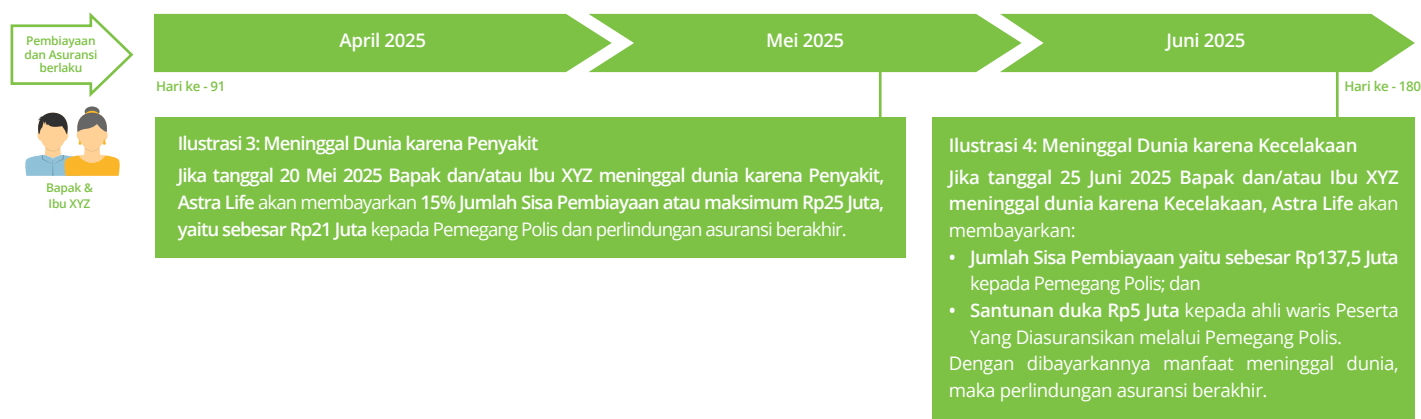 Pembiayaan
dan Asuransi
berlaku
April 2025
Mei 2025
Juni 2025
Hari ke - 91
Hari ke - 180
Bapak &
Ibu XYZ
Ilustrasi 3: Meninggal Dunia karena Penyakit
Jika tanggal 20 Mei 2025 Bapak dan/atau Ibu XYZ meninggal dunia karena Penyakit,
Astra Life akan membayarkan 15% Jumlah Sisa Pembiayaan atau maksimum Rp25 Juta,
yaitu sebesar Rp21 Juta kepada Pemegang Polis dan perlindungan asuransi berakhir.
Ilustrasi 4: Meninggal Dunia karena Kecelakaan
Jika tanggal 25 Juni 2025 Bapak dan/atau Ibu XYZ
meninggal dunia karena Kecelakaan, Astra Life akan
membayarkan:
• Jumlah Sisa Pembiayaan yaitu sebesar Rp137,5 Juta
kepada Pemegang Polis; dan
• Santunan duka Rp5 Juta kepada ahli waris Peserta
Yang Diasuransikan melalui Pemegang Polis.
Dengan dibayarkannya manfaat meninggal dunia,
maka perlindungan asuransi berakhir.